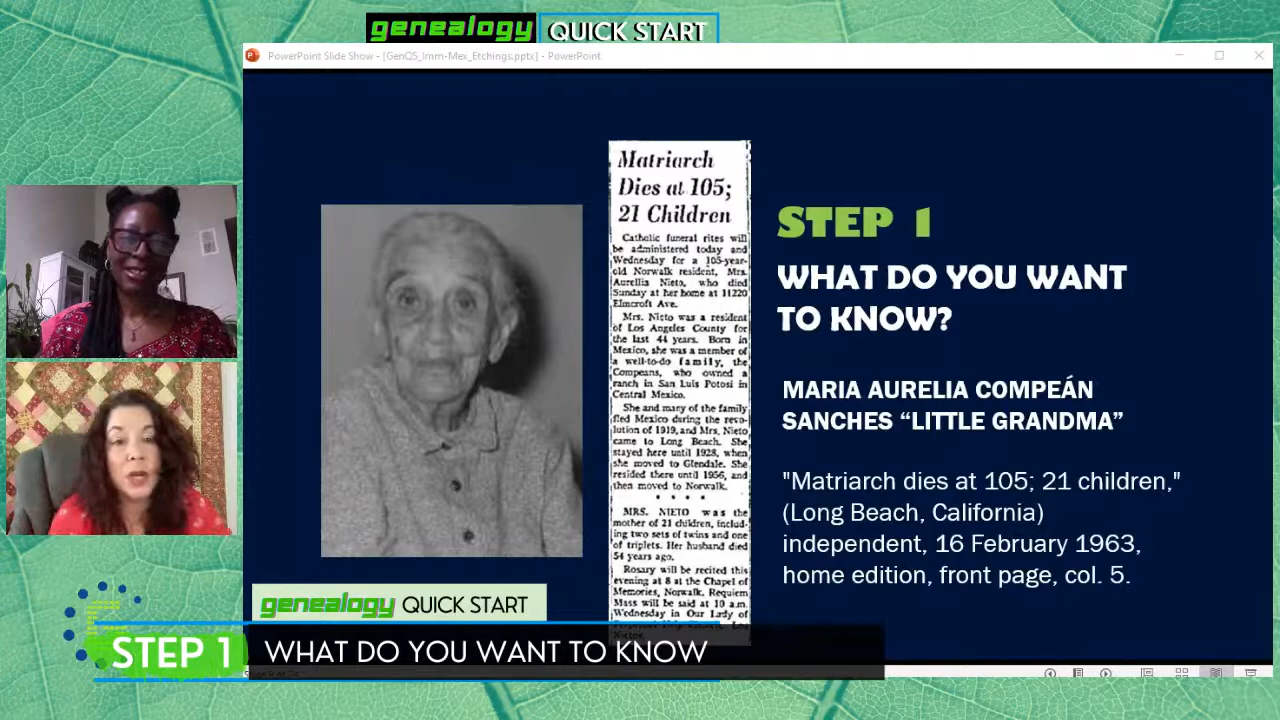 genealogy QUICK START
PowerPoint Slide Show - [GenQS_Imm-Mex_Etchings.pptx] - PowerPoint
Matriarch
Dies at 105;
21 Children
Catholic funeral rites will
be administered today and
Wednesday for a 105-year-
old Norwalk resident, Mrs.
Aurellia Nieto, who died
Sunday at her home at 11220
Elmcroft Ave.
Mrs. Nieto was a resident
of Los Angeles County for
the last 44 years. Born in
Mexico, she was a member of
a well-to-do family, the
Compeans, who owned a
ranch in San Luis Potosi in
Central Mexico.
She and many of the family
fled Mexico during the revo-
lution of 1919, and Mrs. Nieto
came to Long Beach. She
stayed here until 1928, when
she moved to Glendale. She
resided there until 1956, and
then moved to Norwalk.
* * * *
MRS. NIETO was the
mother of 21 children, includ-
ing two sets of twins and one
of triplets. Her husband died
54 years ago.
Rosary will be recited this
evening at 8 at the Chapel of
Memories, Norwalk. Requiem
Mass will be said at 10 a.m.
Wednesday in Our Lady of
STEP 1
WHAT DO YOU WANT
TO KNOW?
MARIA AURELIA COMPEÁN
SANCHES “LITTLE GRANDMA”
"Matriarch dies at 105; 21 children,"
(Long Beach, California)
independent, 16 February 1963,
home edition, front page, col. 5.
genealogy QUICK START
STEP 1 WHAT DO YOU WANT TO KNOW